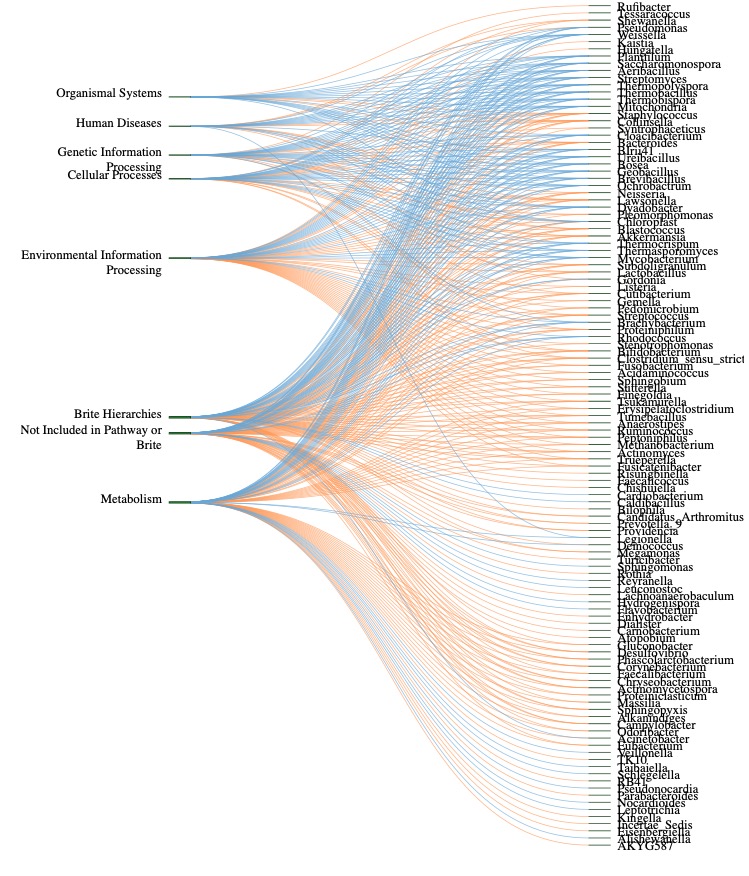 Organismal Systems
Human Diseases
Genetic Information
Processing
Cellular Processes
Environmental Information
Processing
Brite Hierarchies
Not Included in Pathway or
Brite
Metabolism
Rufibacter
Tessaracoccus
Shewanella
Pseudomonas
Weissella
Kaistia
Hungatella
Planifilum
Saccharomonospora
Aeribacillus
Streptomyces
Thermopolyspora
Thermobacillus
Thermobispora
Mitochondria
Staphylococcus
Collinsella
Syntrophaceticus
Cloacibacterium
Bacteroides
BIrii41
Ureibacillus
Bosea
Geobacillus
Brevibacillus
Ochrobactrum
Neisseria
Lawsonella
Dyadobacter
Pleomorphomonas
Chloroplast
Blastococcus
Akkermansia
Thermocrispum
Thermasporomyces
Mycobacterium
Subdoligranulum
Lactobacillus
Gordonia
Listeria
Cutibacterium
Gemella
Pedomicrobium
Streptococcus
Brachybacterium
Proteiniphilum
Rhodococcus
Stenotrophomonas
Bifidobacterium
Clostridium_sensu_strict
Fusobacterium
Acidaminococcus
Sphingobium
Sutterella
Finegoldia
Tsukamurella
Erysipelatoclostridium
Tumebacillus
Anaerostipes
Ruminococcus
Peptoniphilus
Methanobacterium
Actinomyces
Trueperella
Fusicatenibacter
Risungbinella
Faecalicoccus
Chishuiella
Cardiobacterium
Caldibacillus
Bilophila
Candidatus_Arthromitus
Prevotella_9
Providencia
Legionella
Deinococcus
Megamonas
Turicibacter
Sphingomonas
Rothia
Reyranella
Leuconostoc
Lachnoanaerobaculum
Hydrogenispora
Flavobacterium
Enhydrobacter
Dialister
Carnobacterium
Atopobium
Gluconobacter
Desulfovibrio
Phascolarctobacterium
Corynebacterium
Faecalibacterium
Chryseobacterium
Actinomycetospora
Proteiniclasticum
Massilia
Sphingopyxis
Alkanindiges
Campylobacter
Odoribacter
Acinetobacter
Eubacterium
Veillonella
TK10
Taibaiella
Schlegelella
RB41
Pseudonocardia
Parabacteroides
Nocardioides
Leptotrichia
Kingella
Incertae_Sedis
Eisenbergiella
Alishewanella
AKYG587